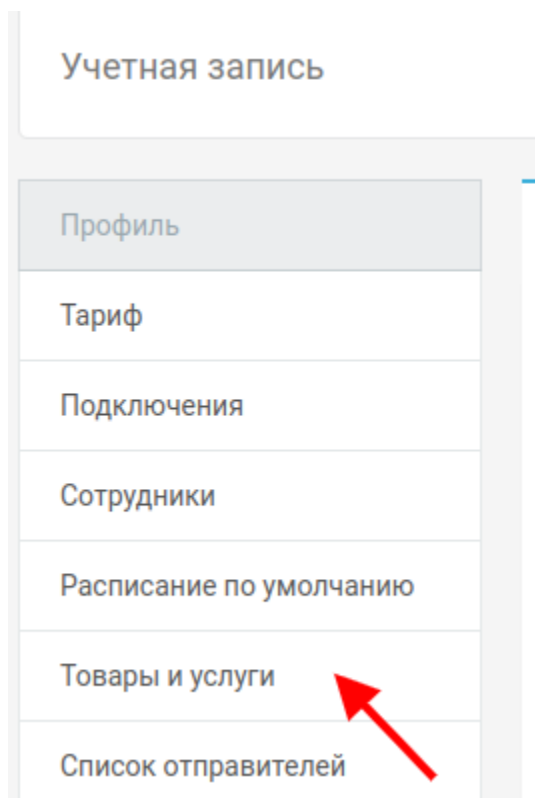 Учетная запись
Профиль
Тариф
Подключения
Сотрудники
Расписание по умолчанию
Товары и услуги
Список отправителей